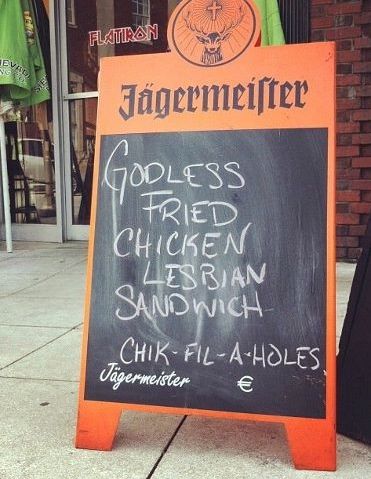 FLATIRON
Jägermeister
GODLESS
FRIED
CHICKEN
LESBIAN
SANDWICH
CHIK-FIL-A-HOLES
Jägermeister €